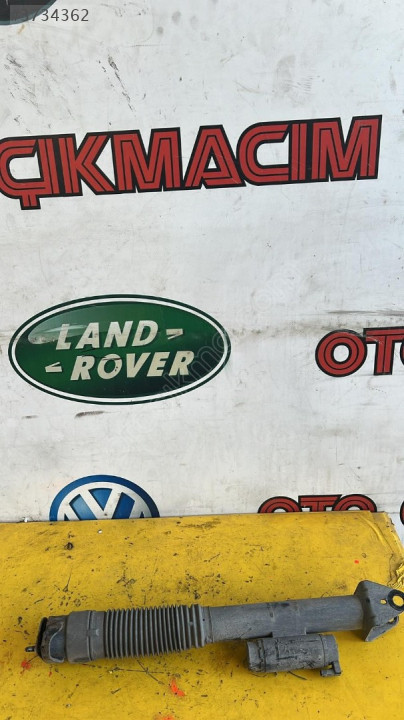 734362
ÇIKMACIM
LAND
ROVER
OTO
OTO